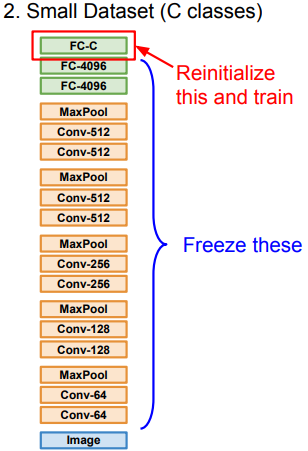 2. Small Dataset (C classes)
FC-C
FC-4096
FC-4096
Reinitialize
this and train
MaxPool
Conv-512
Conv-512
MaxPool
Conv-512
Conv-512
MaxPool
Conv-256
Conv-256
Freeze these
MaxPool
Conv-128
Conv-128
MaxPool
Conv-64
Conv-64
Image